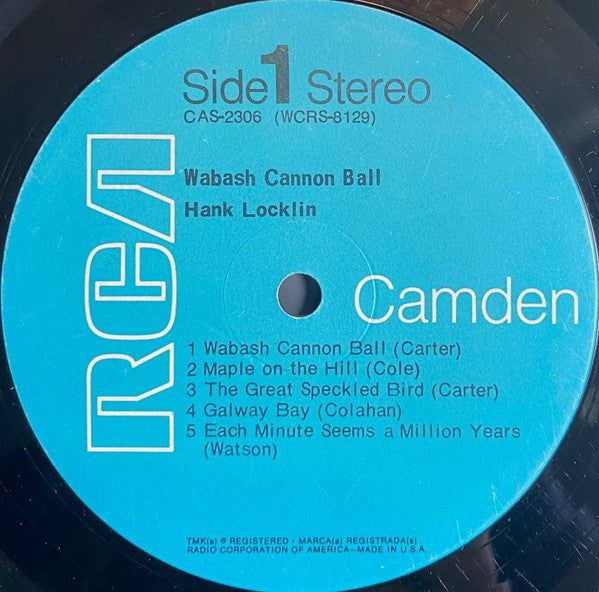 Side 1 Stereo
CAS-2306 (WCRS-8129)
Wabash Cannon Ball
Hank Locklin
RCA
Camden
1 Wabash Cannon Ball (Carter)
2 Maple on the Hill (Cole)
3 The Great Speckled Bird (Carter)
4 Galway Bay (Colahan)
5 Each Minute Seems a Million Years
(Watson)
TMK(s) ® REGISTERED • MARCA(s) REGISTRADA(s)
RADIO CORPORATION OF AMERICA—MADE IN U.S.A.